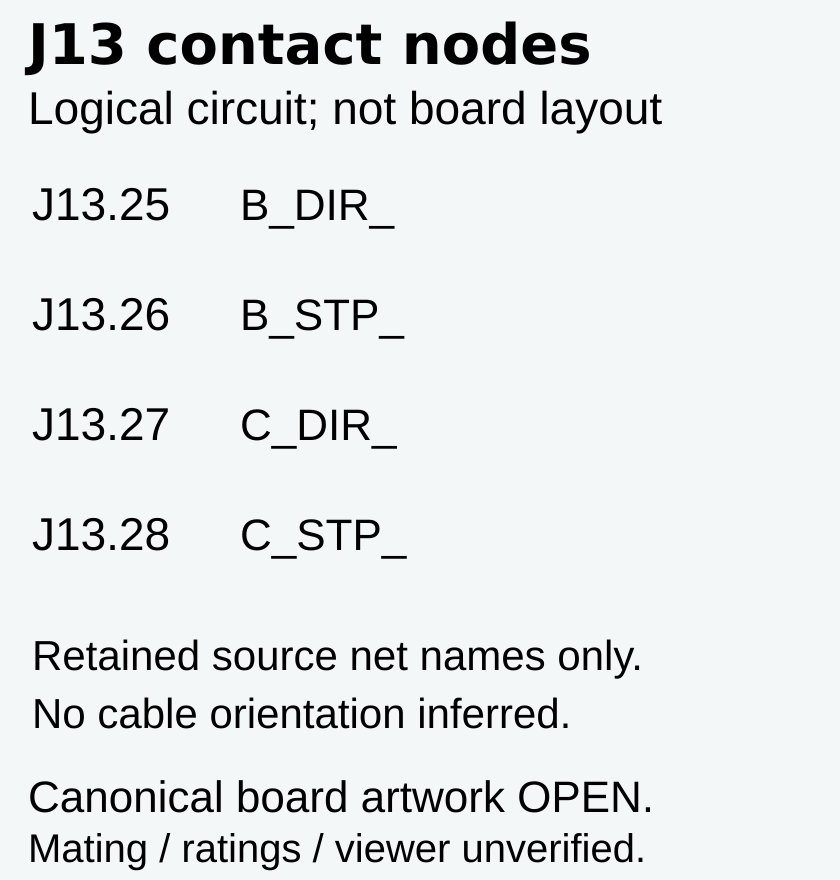 J13 contact nodes
Logical circuit; not board layout
J13.25 B_DIR_
J13.26 B_STP_
J13.27 C_DIR_
J13.28 C_STP_
Retained source net names only.
No cable orientation inferred.
Canonical board artwork OPEN.
Mating / ratings / viewer unverified.